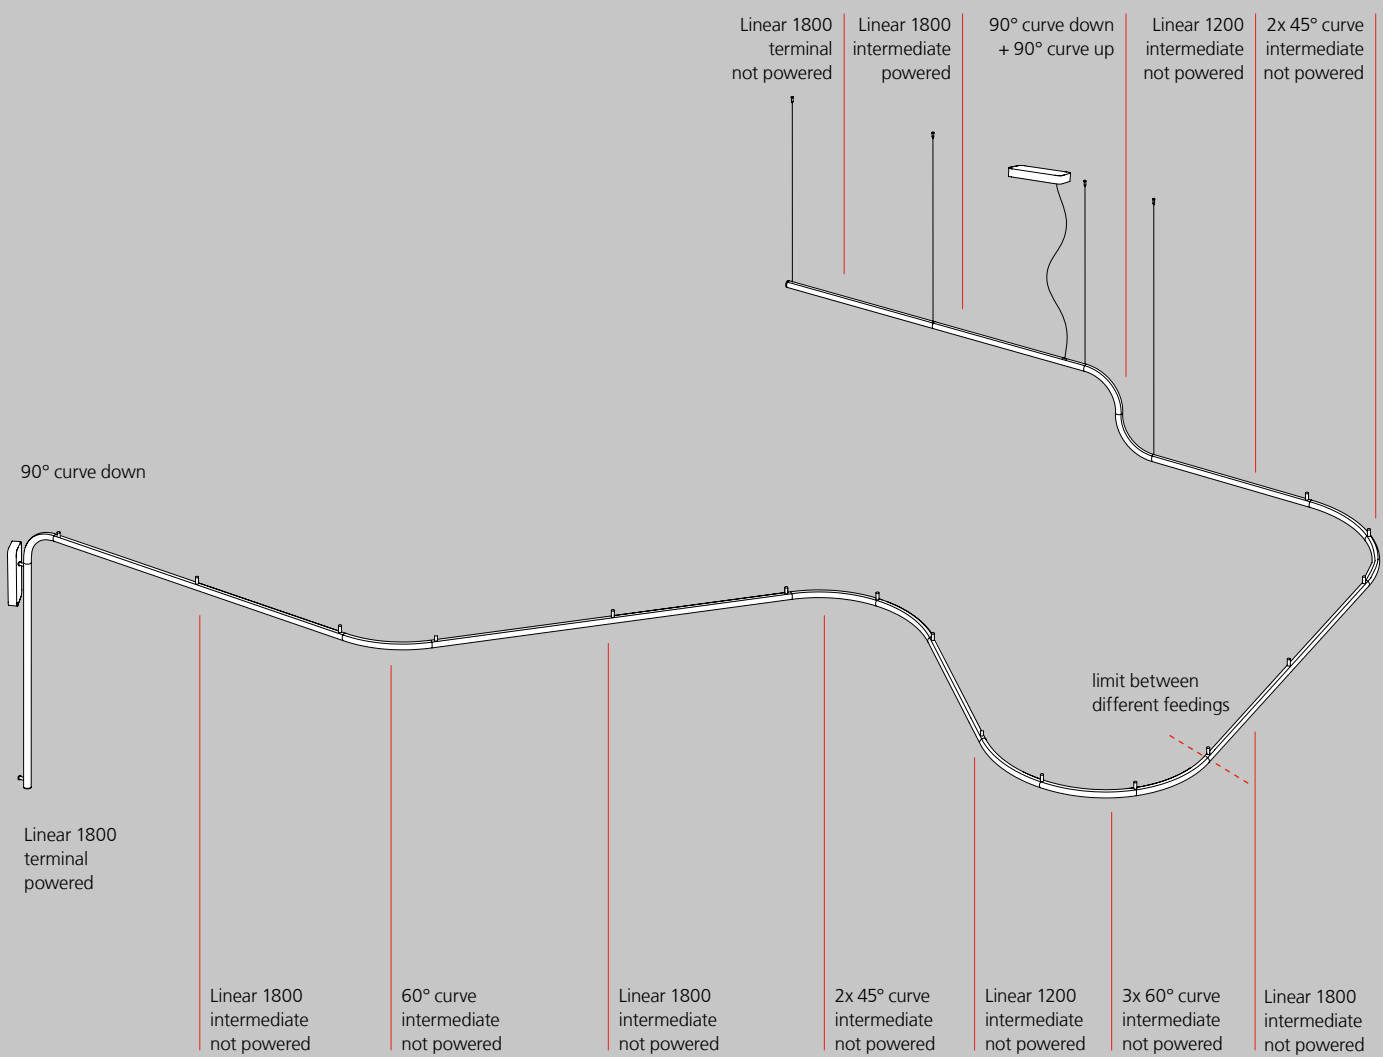 Linear 1800
terminal
not powered
Linear 1800
intermediate
powered
90° curve down
+ 90° curve up
Linear 1200
intermediate
not powered
2x 45° curve
intermediate
not powered
90° curve down
limit between
different feedings
Linear 1800
terminal
powered
Linear 1800
intermediate
not powered
60° curve
intermediate
not powered
Linear 1800
intermediate
not powered
2x 45° curve
intermediate
not powered
Linear 1200
intermediate
not powered
3x 60° curve
intermediate
not powered
Linear 1800
intermediate
not powered